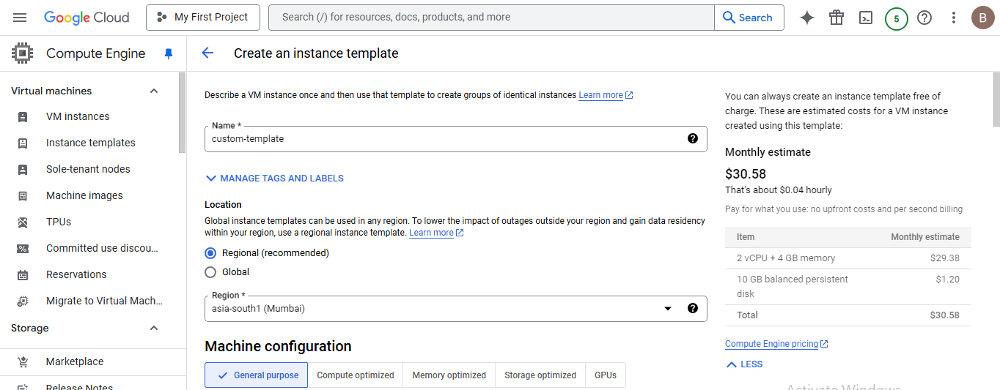 Google Cloud
My First Project
Search (/) for resources, docs, products, and more
Search
5
B
Compute Engine
Create an instance template
Virtual machines
VM instances
Instance templates
Sole-tenant nodes
Machine images
TPUs
Committed use discou...
Reservations
Migrate to Virtual Mach...
Storage
Marketplace
Release Notes
Describe a VM instance once and then use that template to create groups of identical instances Learn more
Name *
custom-template
MANAGE TAGS AND LABELS
Location
Global instance templates can be used in any region. To lower the impact of outages outside your region and gain data residency
within your region, use a regional instance template. Learn more
Regional (recommended)
Global
Region *
asia-south1 (Mumbai)
Machine configuration
General purpose Compute optimized Memory optimized Storage optimized GPUs
You can always create an instance template free of
charge. These are estimated costs for a VM instance
created using this template:
Monthly estimate
$30.58
That's about $0.04 hourly
Pay for what you use: no upfront costs and per second billing
Item Monthly estimate
2 vCPU + 4 GB memory $29.38
10 GB balanced persistent $1.20
disk
Total $30.58
Compute Engine pricing
LESS
Activate Windows